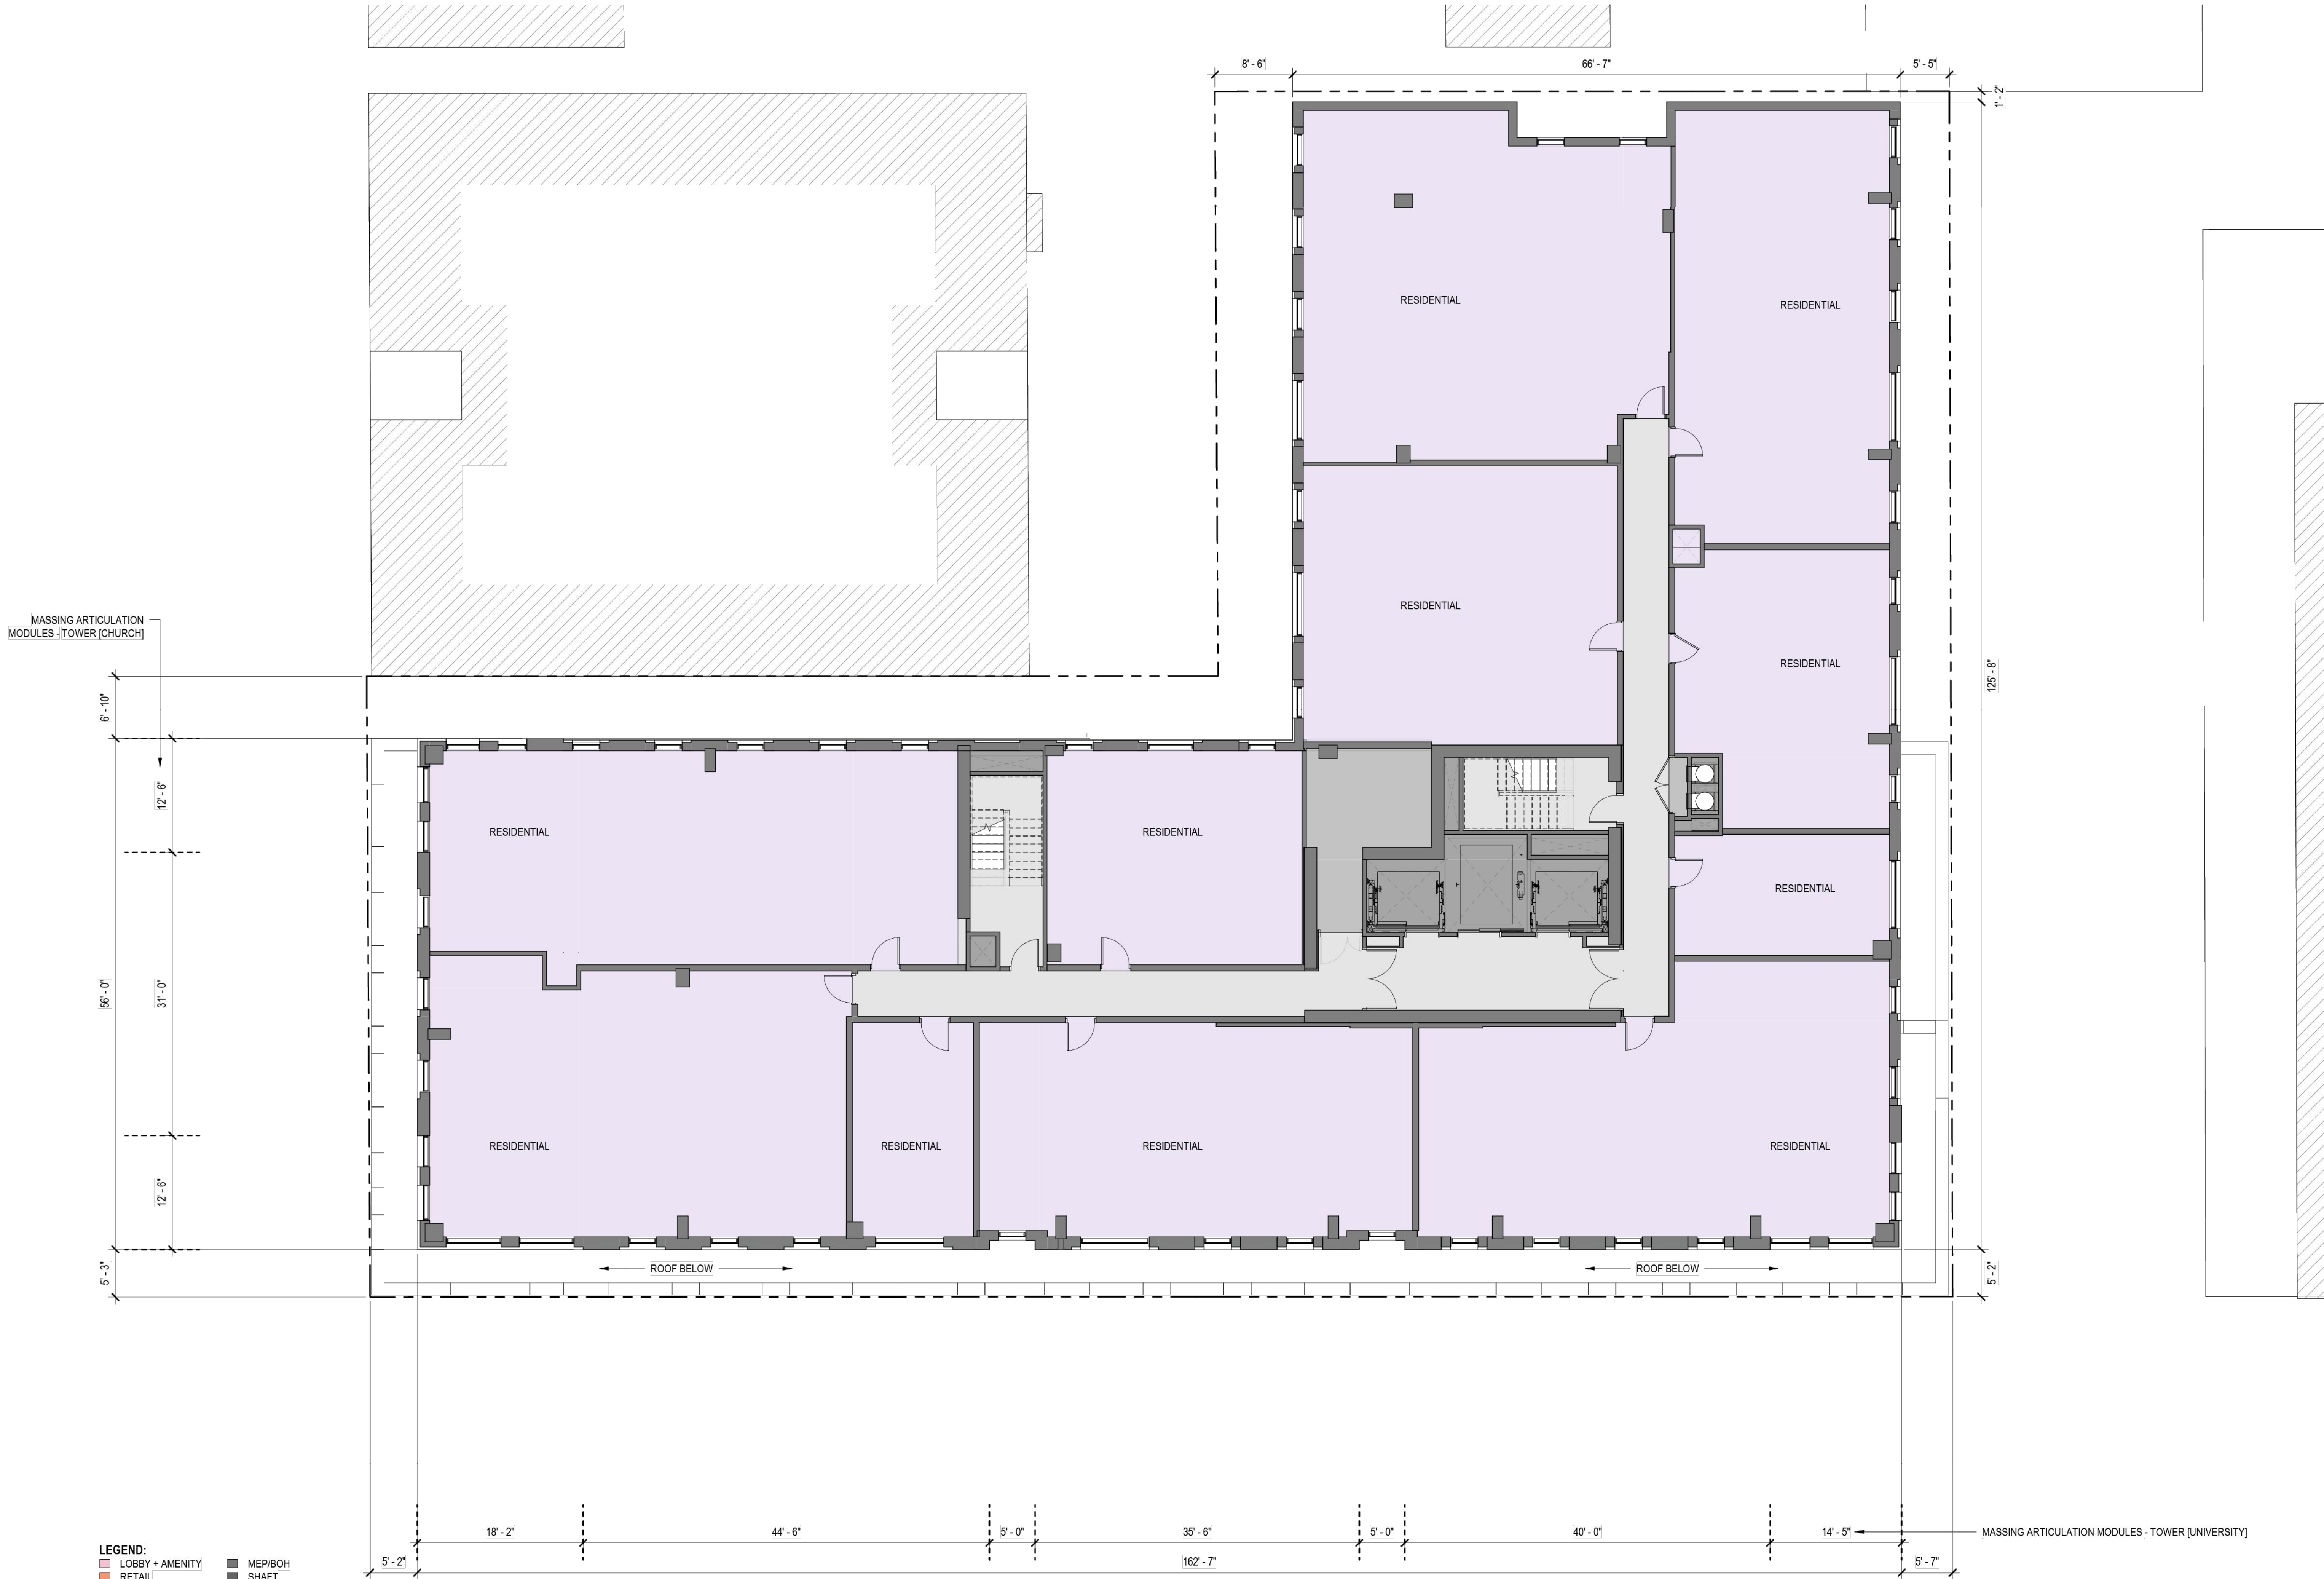 8' - 6"
66' - 7"
5' - 5"
1' - 2"
RESIDENTIAL
RESIDENTIAL
RESIDENTIAL
MASSING ARTICULATION
MODULES - TOWER [CHURCH]
RESIDENTIAL
125' - 8"
6' - 10"
12' - 6"
RESIDENTIAL
RESIDENTIAL
RESIDENTIAL
56' - 0"
31' - 0"
RESIDENTIAL
RESIDENTIAL
RESIDENTIAL
RESIDENTIAL
12' - 6"
5' - 3"
ROOF BELOW
ROOF BELOW
5' - 2"
18' - 2"
44' - 6"
5' - 0"
35' - 6"
5' - 0"
40' - 0"
14' - 5"
MASSING ARTICULATION MODULES - TOWER [UNIVERSITY]
LEGEND:
LOBBY + AMENITY
MEP/BOH
5' - 2"
162' - 7"
5' - 7"
RETAIL
SHAFT